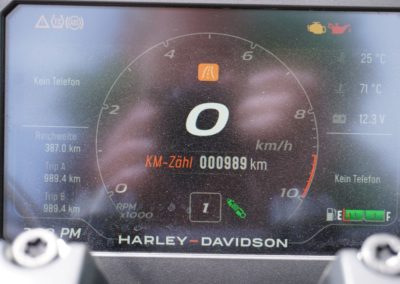 25 °C
Kein Telefon
2
4
6
8
0
10
71 °C
12.3 V
0
km/h
KM-Zähl 000989 km
Reichweite
387.0 km
Trip A
989.4 km
Trip B
989.4 km
Kein Telefon
RPM
x1000
1
E F
PM
HARLEY-DAVIDSON